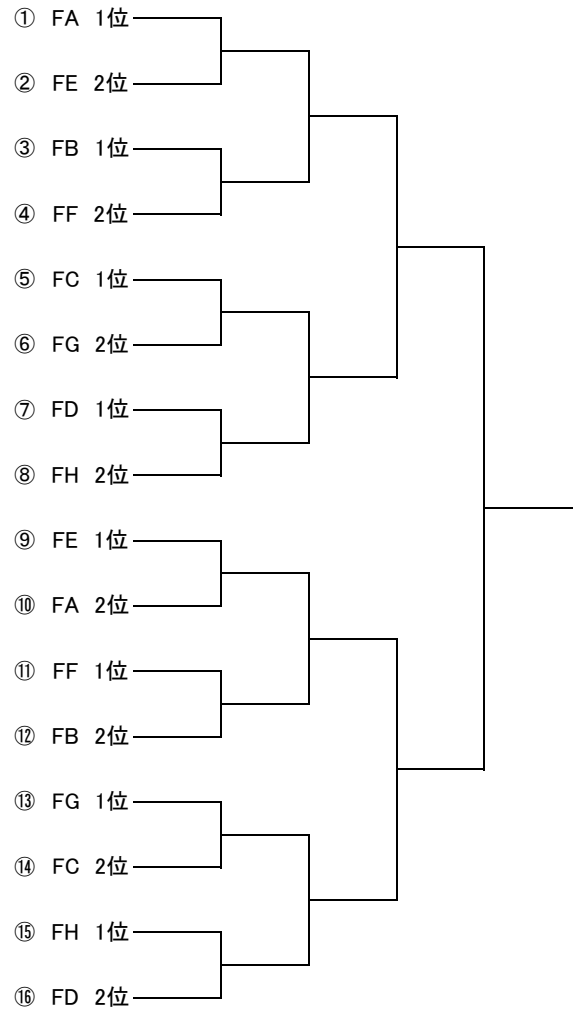 ① FA 1位
② FE 2位
③ FB 1位
④ FF 2位
⑤ FC 1位
⑥ FG 2位
⑦ FD 1位
⑧ FH 2位
⑨ FE 1位
⑩ FA 2位
⑪ FF 1位
⑫ FB 2位
⑬ FG 1位
⑭ FC 2位
⑮ FH 1位
⑯ FD 2位